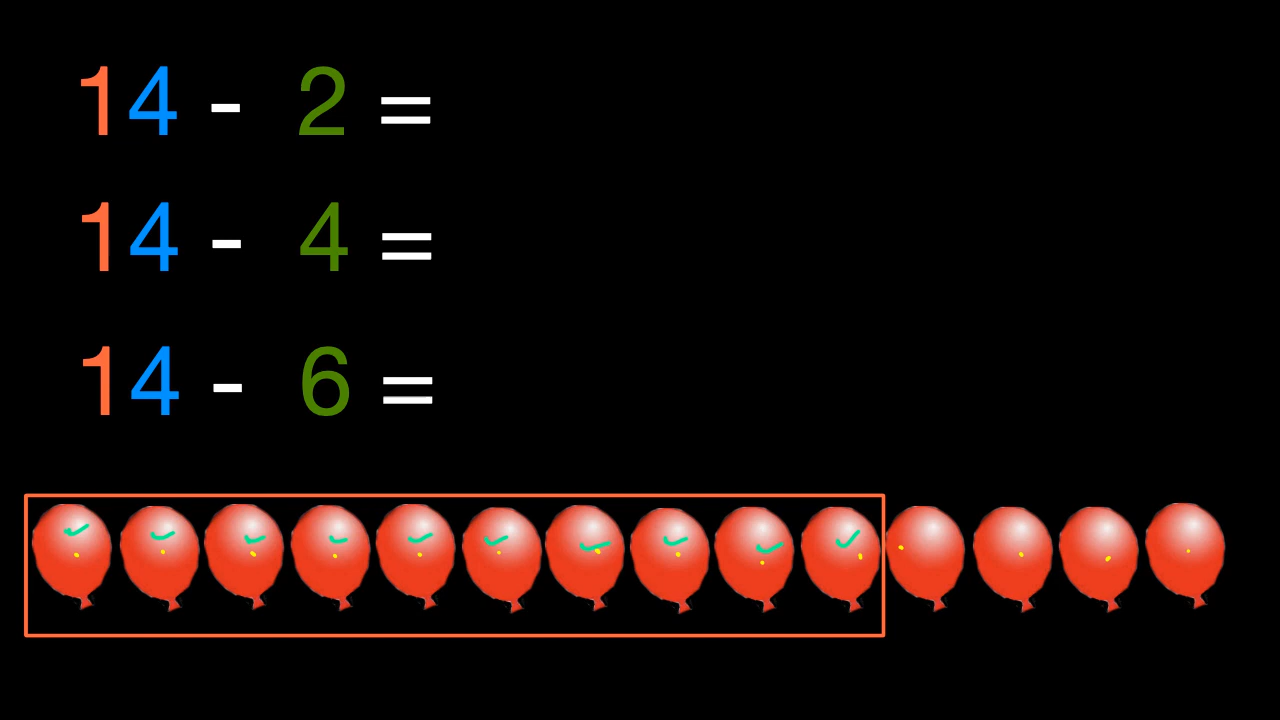 14 - 2 =
14 - 4 =
14 - 6 =